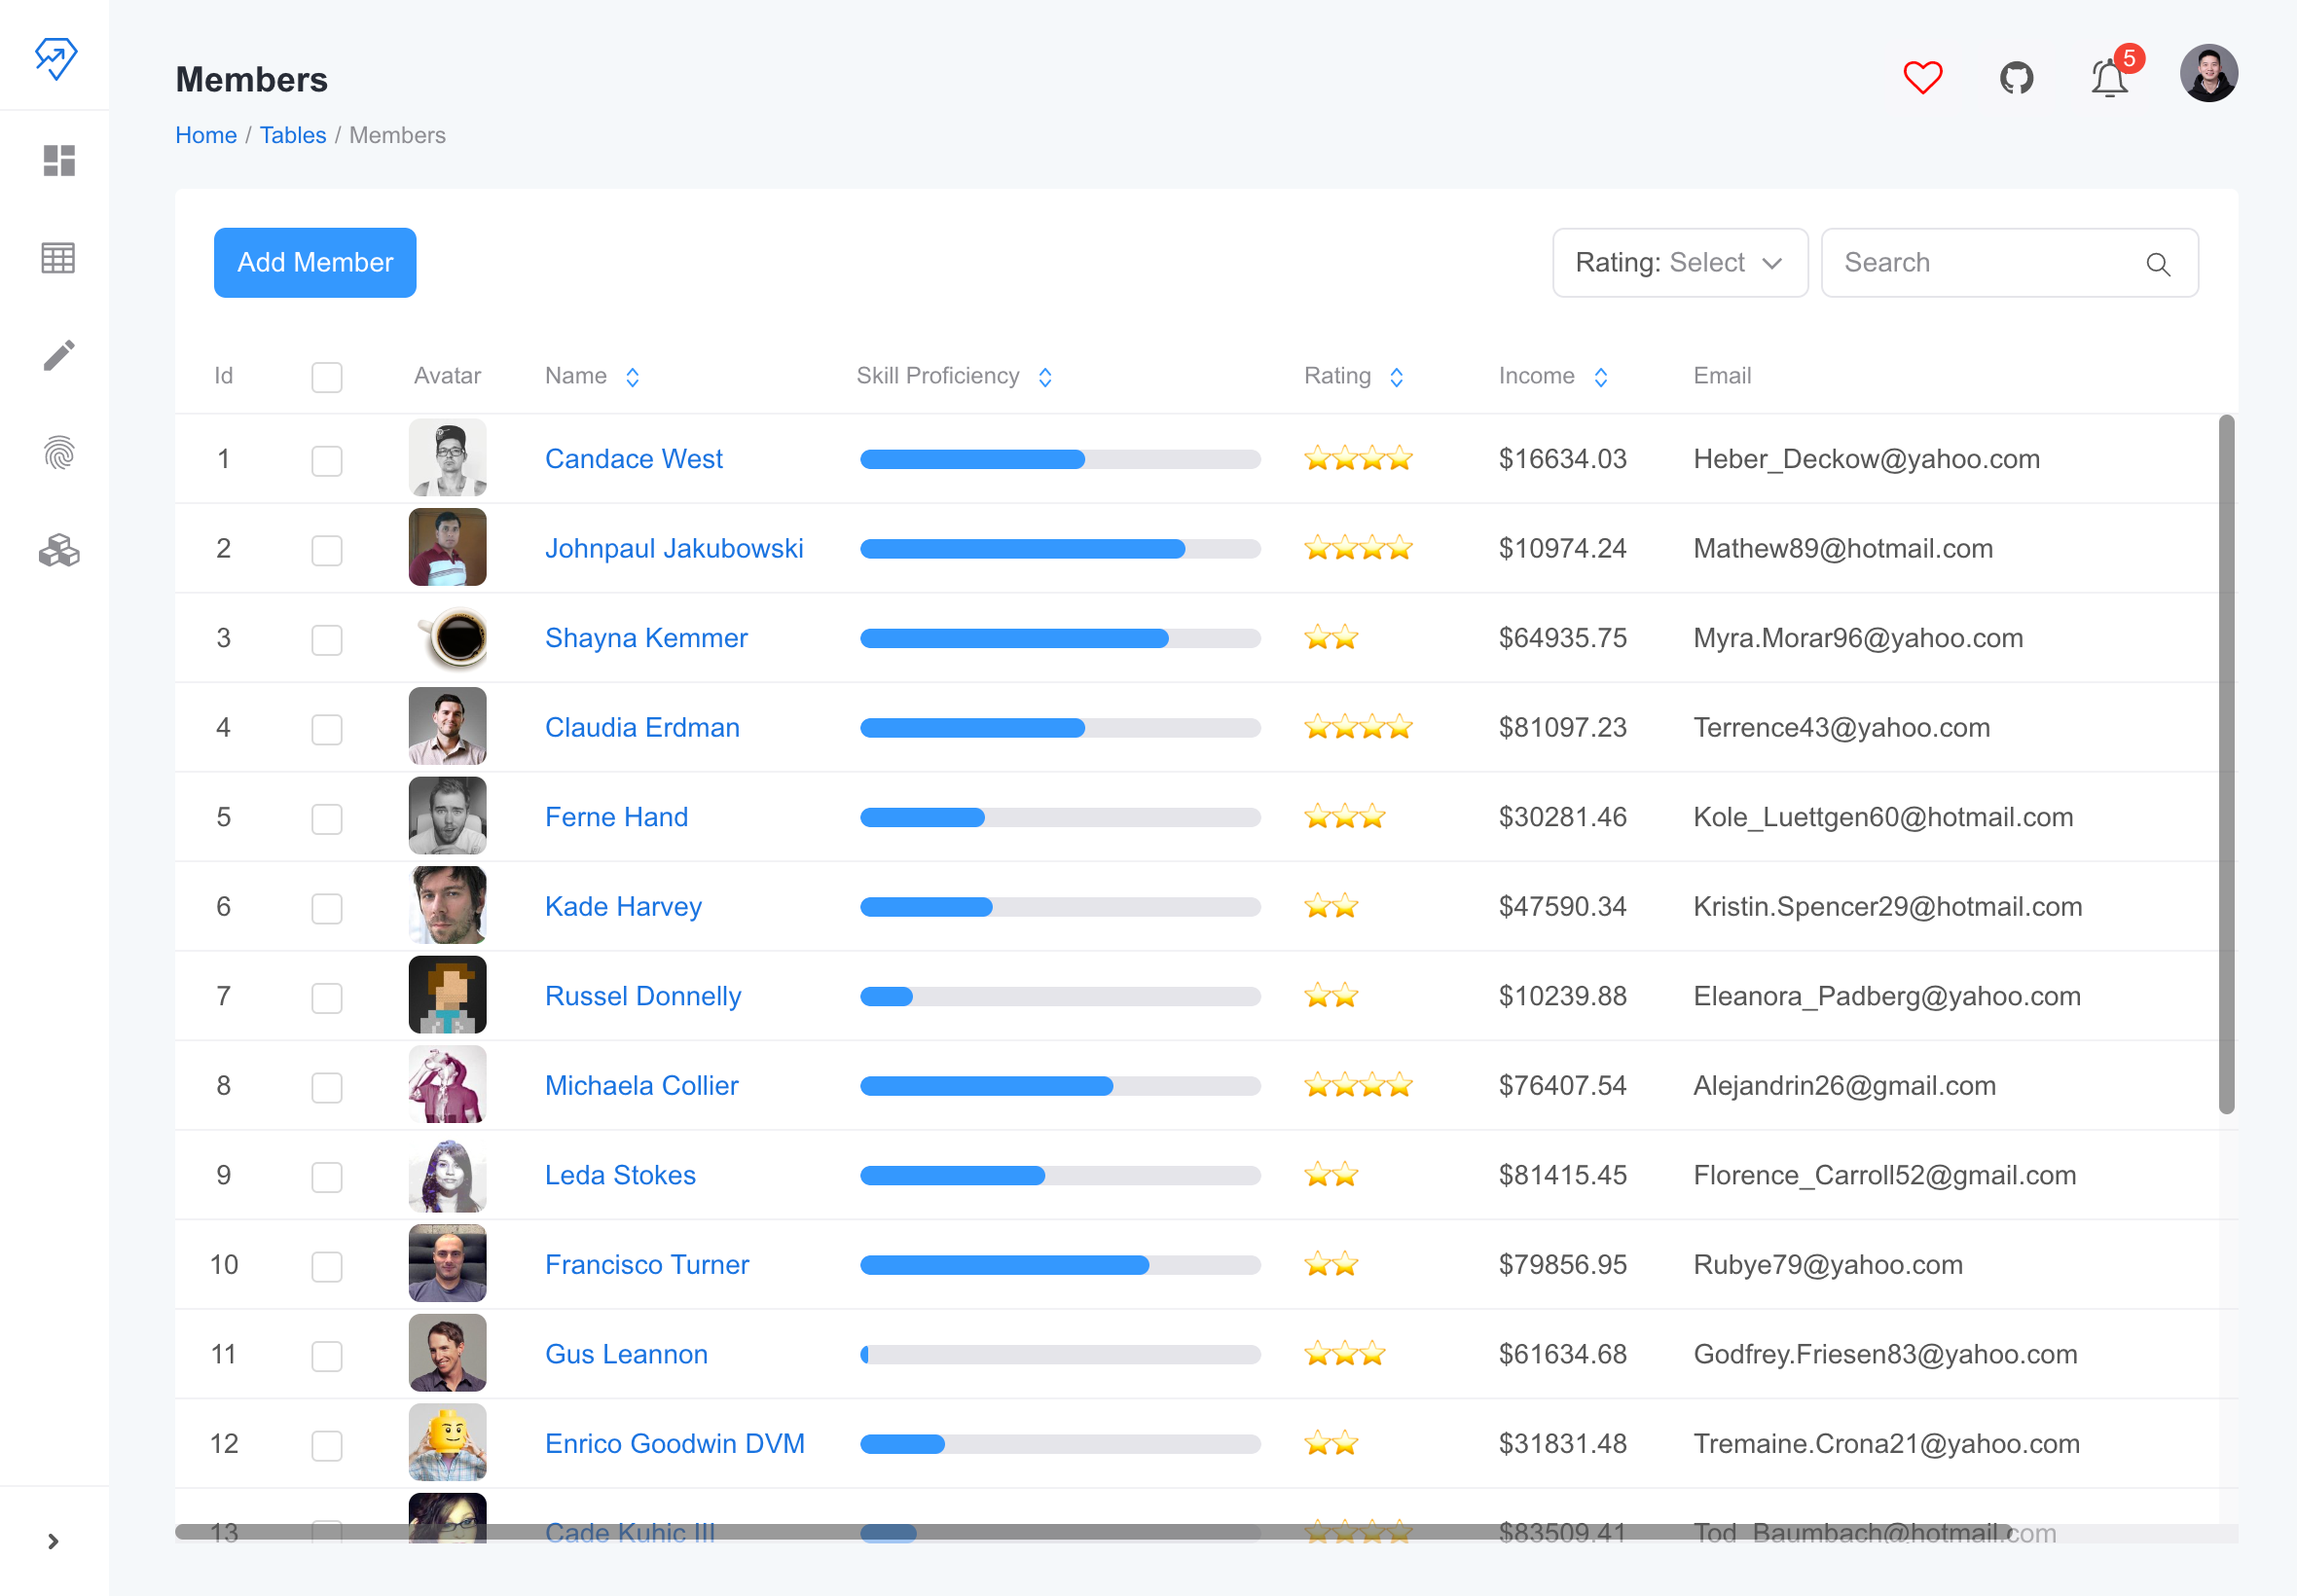 Members
5
Home / Tables / Members
Add Member
Rating: Select
Search
Id Avatar Name Skill Proficiency Rating Income Email
1 Candace West $16634.03 Heber_Deckow@yahoo.com
2 Johnpaul Jakubowski $10974.24 Mathew89@hotmail.com
3 Shayna Kemmer $64935.75 Myra.Morar96@yahoo.com
4 Claudia Erdman $81097.23 Terrence43@yahoo.com
5 Ferne Hand $30281.46 Kole_Luettgen60@hotmail.com
6 Kade Harvey $47590.34 Kristin.Spencer29@hotmail.com
7 Russel Donnelly $10239.88 Eleanora_Padberg@yahoo.com
8 Michaela Collier $76407.54 Alejandrin26@gmail.com
9 Leda Stokes $81415.45 Florence_Carroll52@gmail.com
10 Francisco Turner $79856.95 Rubye79@yahoo.com
11 Gus Leannon $61634.68 Godfrey.Friesen83@yahoo.com
12 Enrico Goodwin DVM $31831.48 Tremaine.Crona21@yahoo.com
13 Cade Kuhic III $83509.41 Tod_Baumbach@hotmail.com